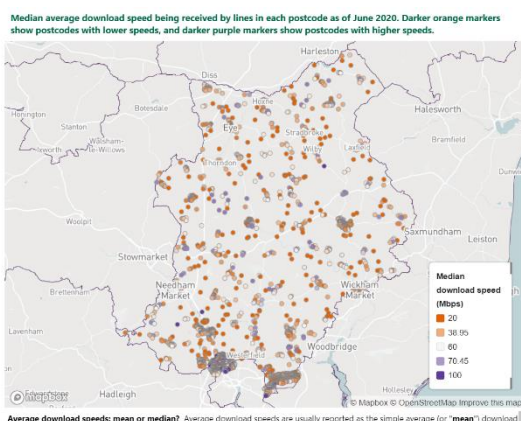 Median average download speed being received by lines in each postcode as of June 2020. Darker orange markers
show postcodes with lower speeds, and darker purple markers show postcodes with higher speeds.
Harleston
Diss
Botesdale
Hoxne
Halesworth
Honington
Eye
Stanton
Stradbroke
Bramfield
Ixworth
Walsham-
le-Willows
Wilby
Laxfield
Thorndon
Woolpit
Saxmundham
Leiston
Stowmarket
Needham
Market
Wickham
Market
Brettenham
Lavenham
Woodbridge
Westerfield
Hadleigh
Hollesley
Median
download speed
(Mbps)
20
38.95
60
70.45
100
mapbox
© Mapbox © OpenStreetMap Improve this map
Average download speeds: mean or median? Average download speeds are usually reported as the simple average (or "mean") download